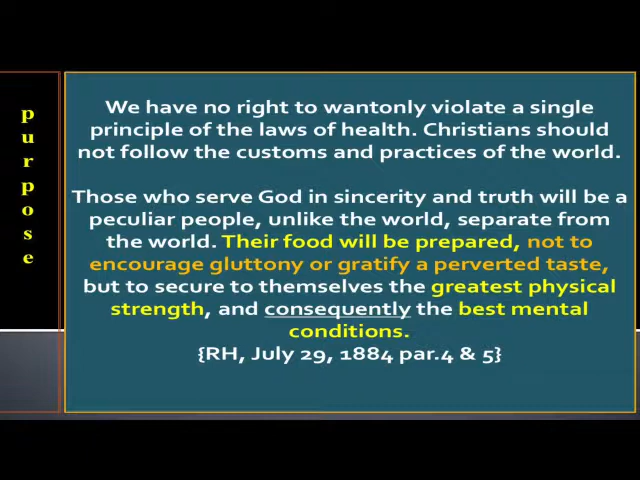 purpose
We have no right to wantonly violate a single
principle of the laws of health. Christians should
not follow the customs and practices of the world.
Those who serve God in sincerity and truth will be a
peculiar people, unlike the world, separate from
the world. Their food will be prepared, not to
encourage gluttony or gratify a perverted taste,
but to secure to themselves the greatest physical
strength, and consequently the best mental
conditions.
{RH, July 29, 1884 par.4 & 5}